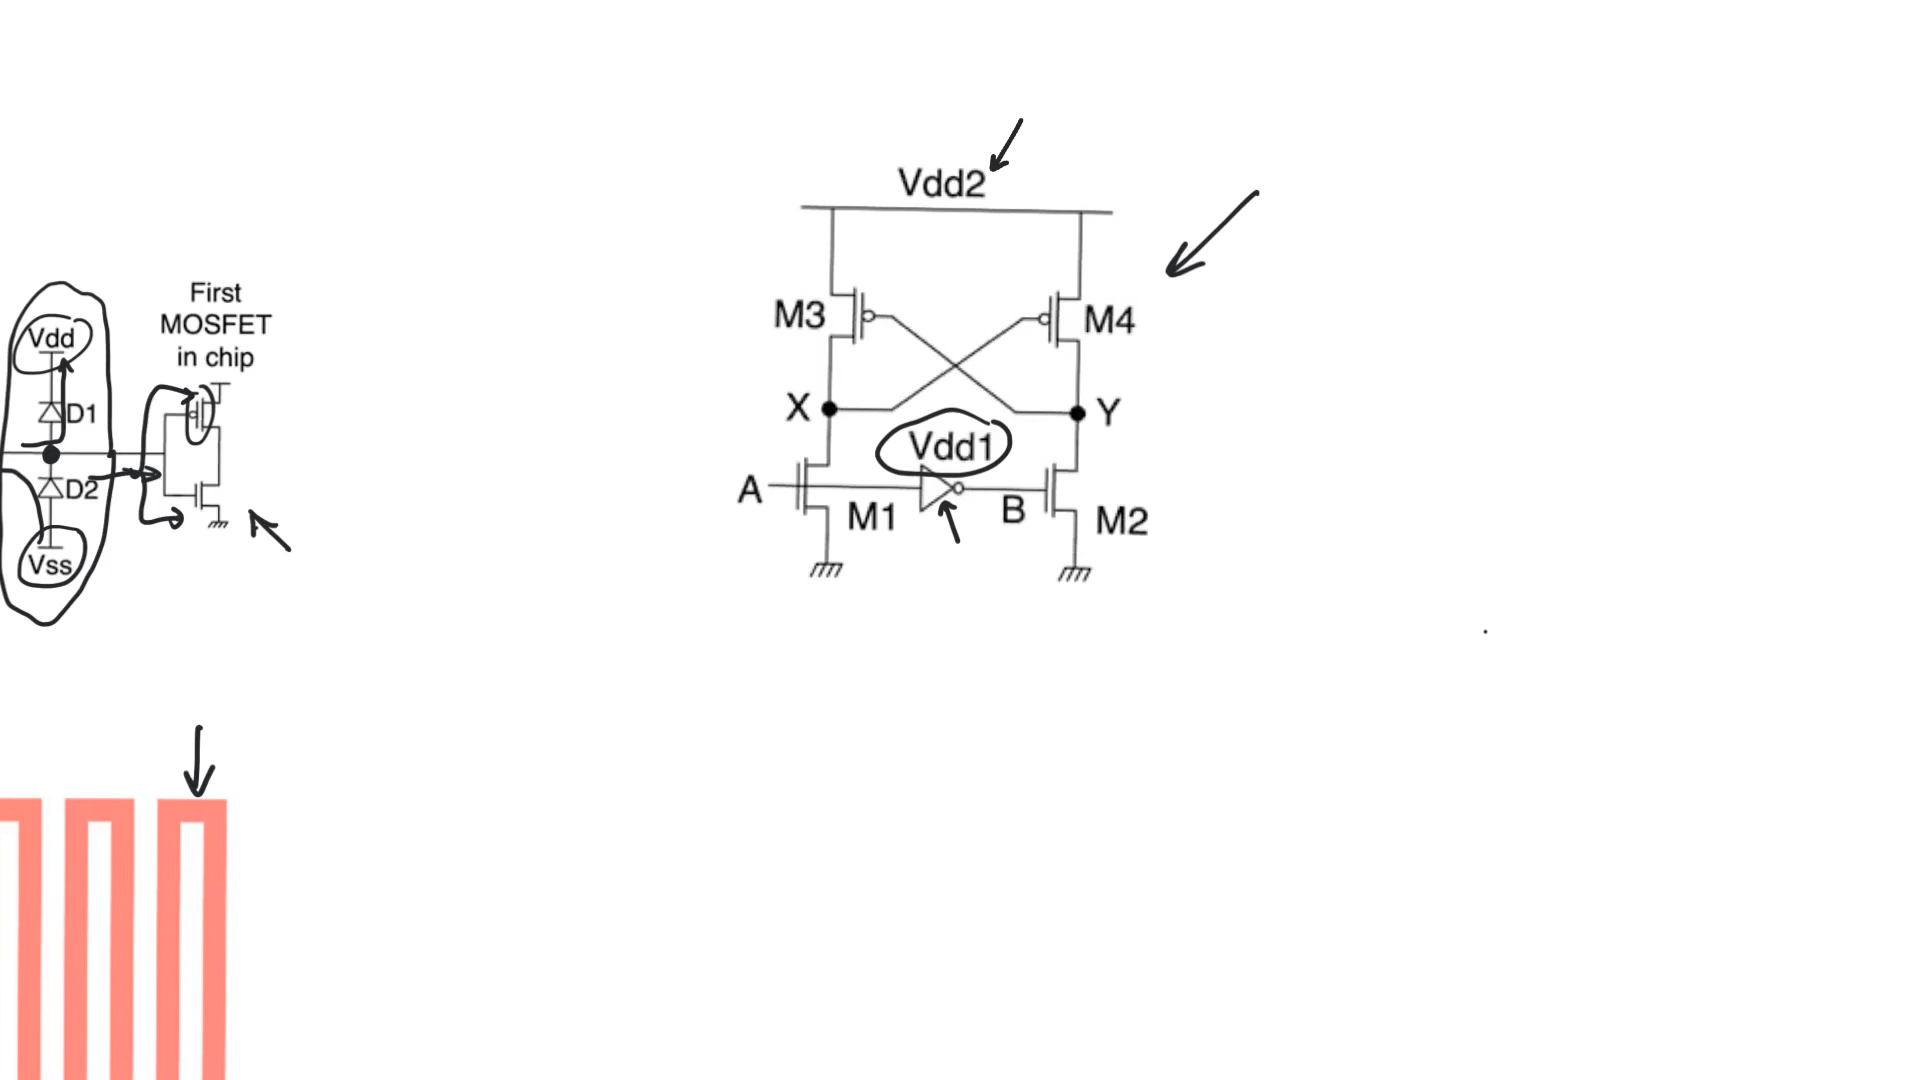 First
MOSFET
in chip
Vdd
D1
D2
Vss
Vdd2
M3
M4
X
Y
Vdd1
A
M1
B
M2